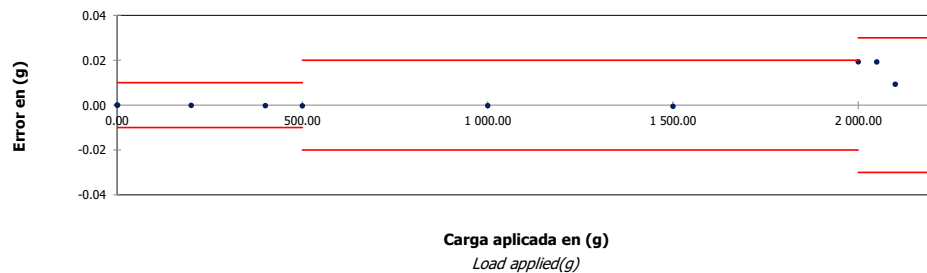 0.04
0.02
0.00
-0.02
-0.04
Error en (g)
0.00 500.00 1 000.00 1 500.00 2 000.00
Carga aplicada en (g)
Load applied(g)